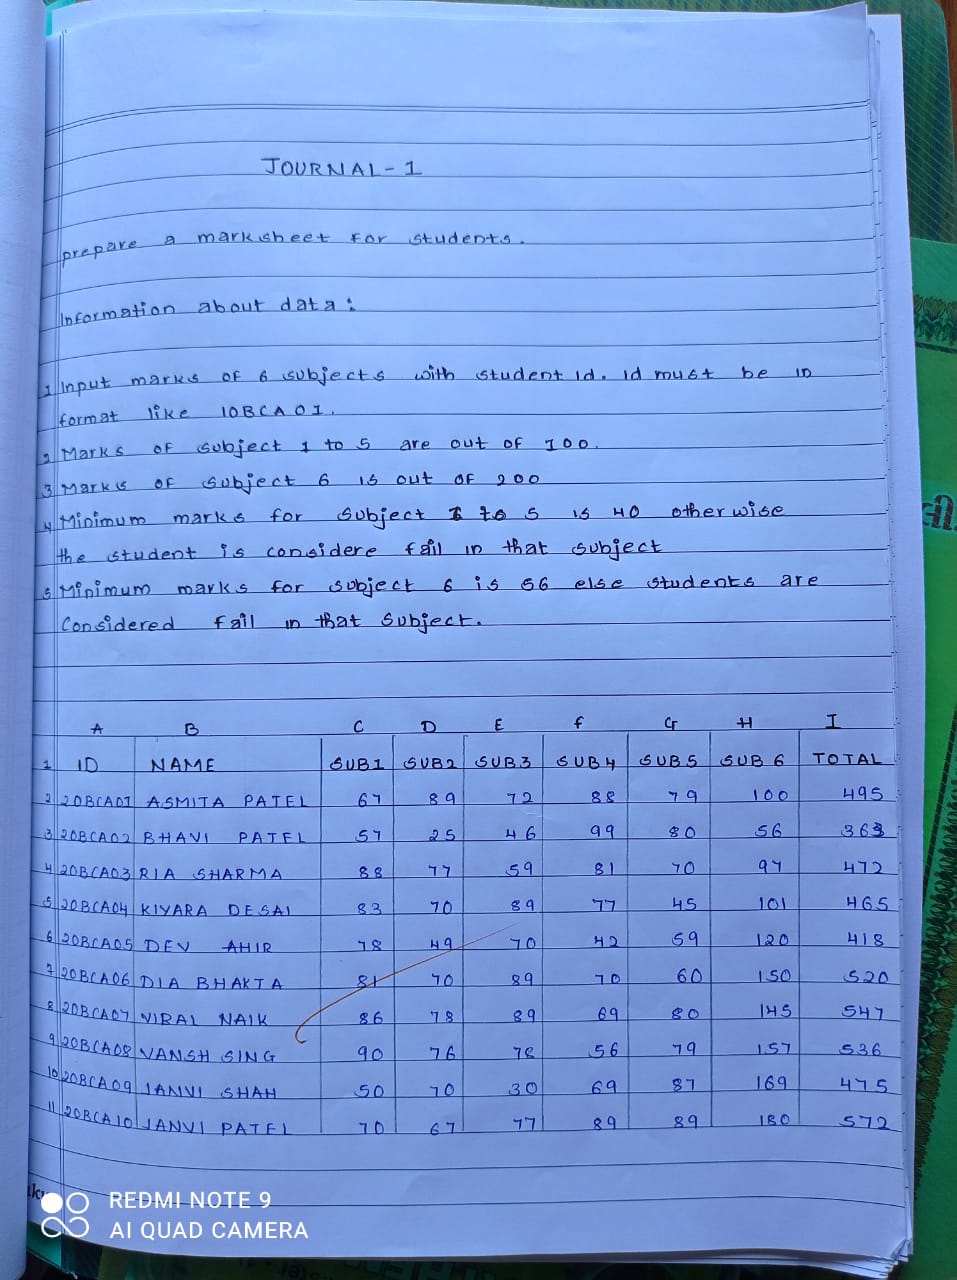 JOURNAL-1
prepare a marksheet for students.
Information about data:
1 Input marks of 6 subjects with student id. id must be in
format like 10BCA01.
2 Marks of subject 1 to 5 are out of 100.
3 Marks of subject 6 is out of 200
4 Minimum marks for subject 1 to 5 is 40 otherwise
the student is considere fail in that subject
5 Minimum marks for subject 6 is 56 else students are
Considered fail in that Subject.
A B C D E F G H I
1 ID NAME SUB1 SUB2 SUB3 SUB4 SUB5 SUB6 TOTAL
2 20BCA01 ASMITA PATEL 67 89 72 88 79 100 495
3 20BCA02 BHAVI PATEL 57 25 46 99 80 56 363
4 20BCA03 RIA SHARMA 88 77 59 81 70 97 472
5 20BCA04 KIYARA DESAI 83 70 89 77 45 101 465
6 20BCA05 DEV AHIR 78 49 70 42 59 120 418
7 20BCA06 DIA BHAKTA 81 70 89 70 60 150 520
8 20BCA07 VIRAL NAIK 86 78 89 69 80 145 547
9 20BCA08 VANSH SING 90 76 78 56 79 157 536
10 20BCA09 JANVI SHAH 50 70 30 69 87 169 475
11 20BCA10 JANVI PATEL 70 67 77 89 89 180 572
REDMI NOTE 9
AI QUAD CAMERA